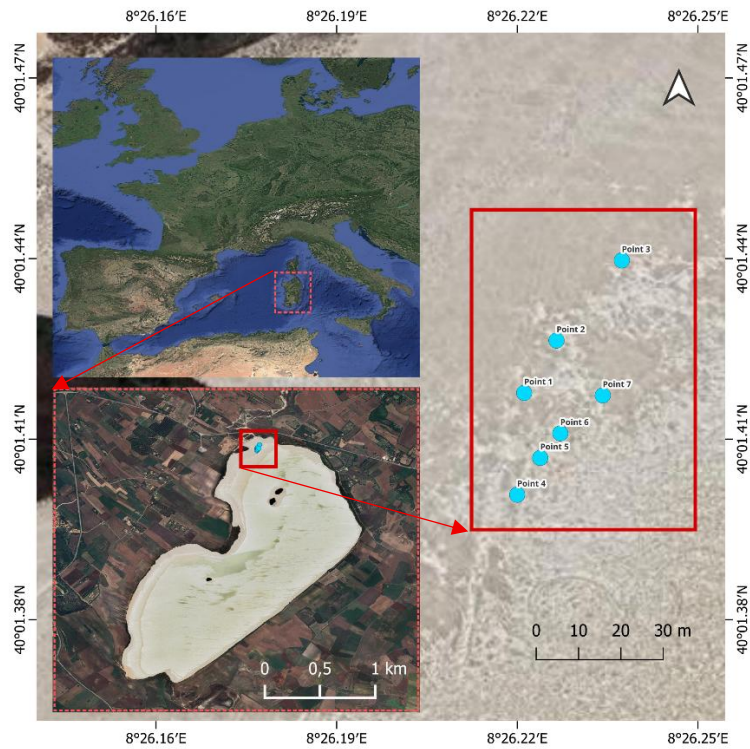 8°26.16'E 8°26.19'E 8°26.22'E 8°26.25'E
40°01.47'N 40°01.47'N
40°01.44'N 40°01.44'N
Point 3
Point 2
Point 1
Point 7
40°01.41'N 40°01.41'N
Point 6
Point 5
Point 4
40°01.38'N 40°01.38'N
0 10 20 30 m
0 0,5 1 km
8°26.16'E 8°26.19'E 8°26.22'E 8°26.25'E